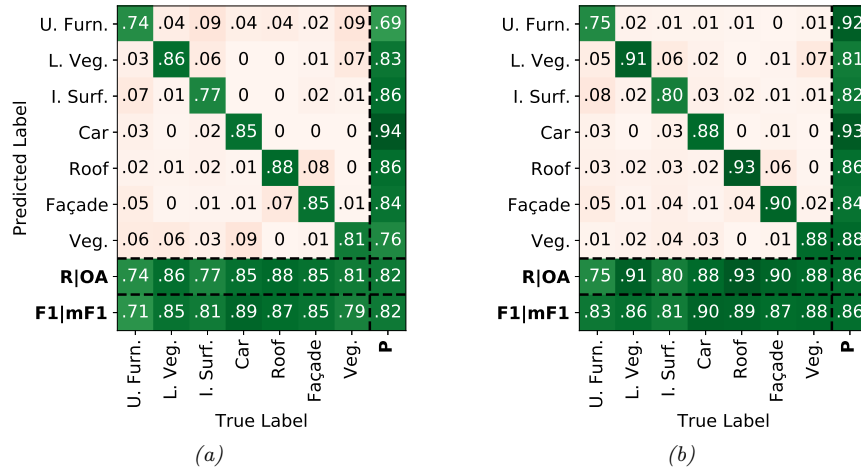 U. Furn. .74 .04 .09 .04 .04 .02 .09 .69
L. Veg. .03 .86 .06 0 0 .01 .07 .83
I. Surf. .07 .01 .77 0 0 .02 .01 .86
Car .03 0 .02 .85 0 0 0 .94
Roof .02 .01 .02 .01 .88 .08 0 .86
Façade .05 0 .01 .01 .07 .85 .01 .84
Veg. .06 .06 .03 .09 0 .01 .81 .76
R|OA .74 .86 .77 .85 .88 .85 .81 .82
F1|mF1 .71 .85 .81 .89 .87 .85 .79 .82
U. Furn. L. Veg. I. Surf. Car Roof Façade Veg. P
Predicted Label
True Label
(a)
U. Furn. .75 .02 .01 .01 .01 0 .01 .92
L. Veg. .05 .91 .06 .02 0 .01 .07 .81
I. Surf. .08 .02 .80 .03 .02 .01 .01 .82
Car .03 0 .03 .88 0 0 0 .93
Roof .03 .02 .03 .02 .93 .06 0 .86
Façade .05 .01 .04 .01 .04 .90 .02 .84
Veg. .01 .02 .04 .03 0 .01 .88 .88
R|OA .75 .91 .80 .88 .93 .90 .88 .86
F1|mF1 .83 .86 .81 .90 .89 .87 .88 .86
U. Furn. L. Veg. I. Surf. Car Roof Façade Veg. P
True Label
(b)